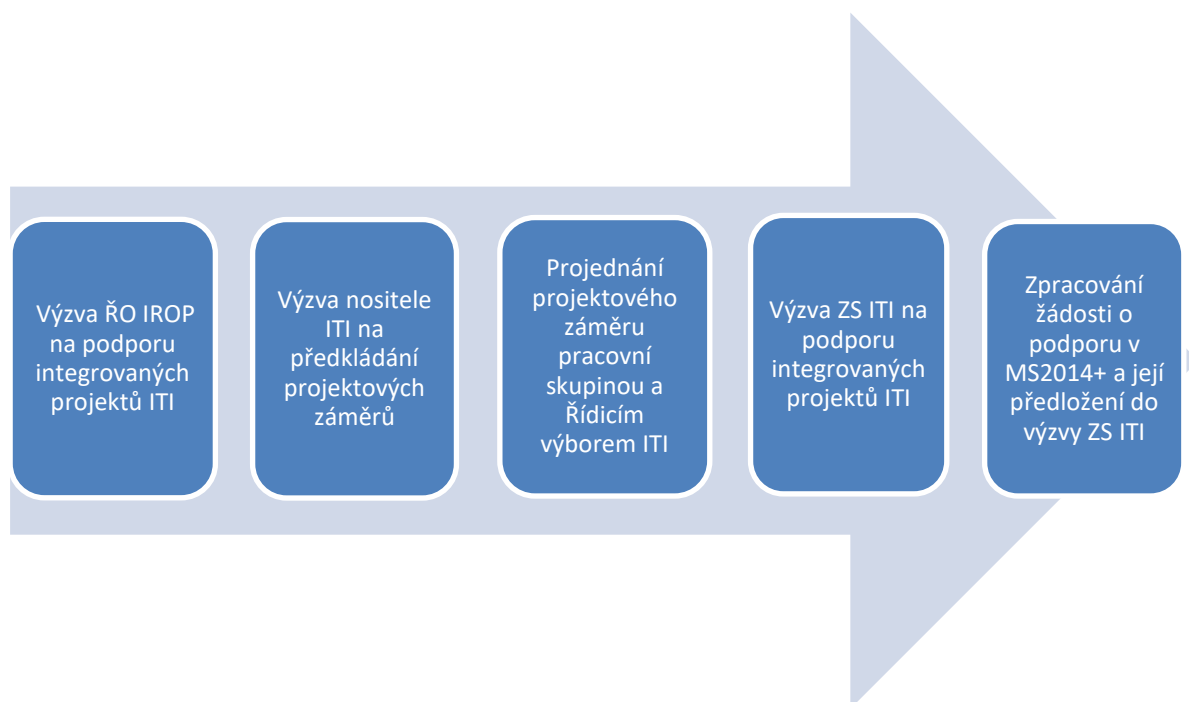 Výzva ŘO IROP
na podporu
integrovaných
projektů ITI
Výzva nositele
ITI na
předkládání
projektových
záměrů
Projednání
projektového
záměru
pracovní
skupinou a
Řídicím
výborem ITI
Výzva ZS ITI na
podporu
integrovaných
projektů ITI
Zpracování
žádosti o
podporu v
MS2014+ a její
předložení do
výzvy ZS ITI